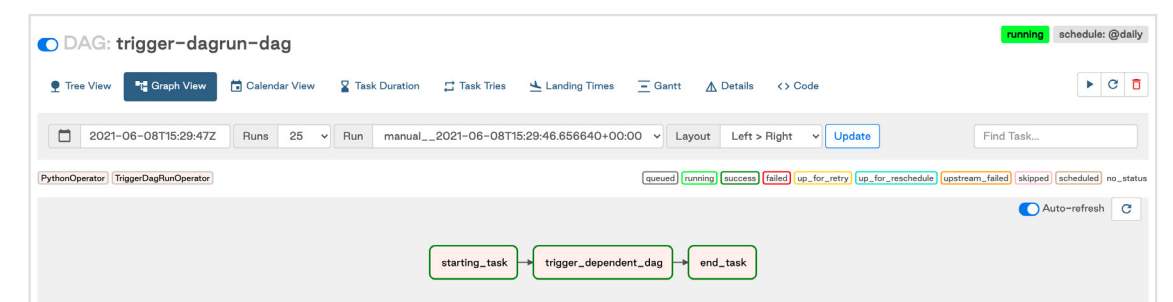 DAG: trigger-dagrun-dag
running schedule: @daily
Tree View Graph View Calendar View Task Duration Task Tries Landing Times Gantt Details <> Code
2021-06-08T15:29:47Z Runs 25 Run manual__2021-06-08T15:29:46.656640+00:00 Layout Left > Right Update Find Task...
PythonOperator TriggerDagRunOperator queued running success failed up_for_retry up_for_reschedule upstream_failed skipped scheduled no_status
Auto-refresh
starting_task trigger_dependent_dag end_task